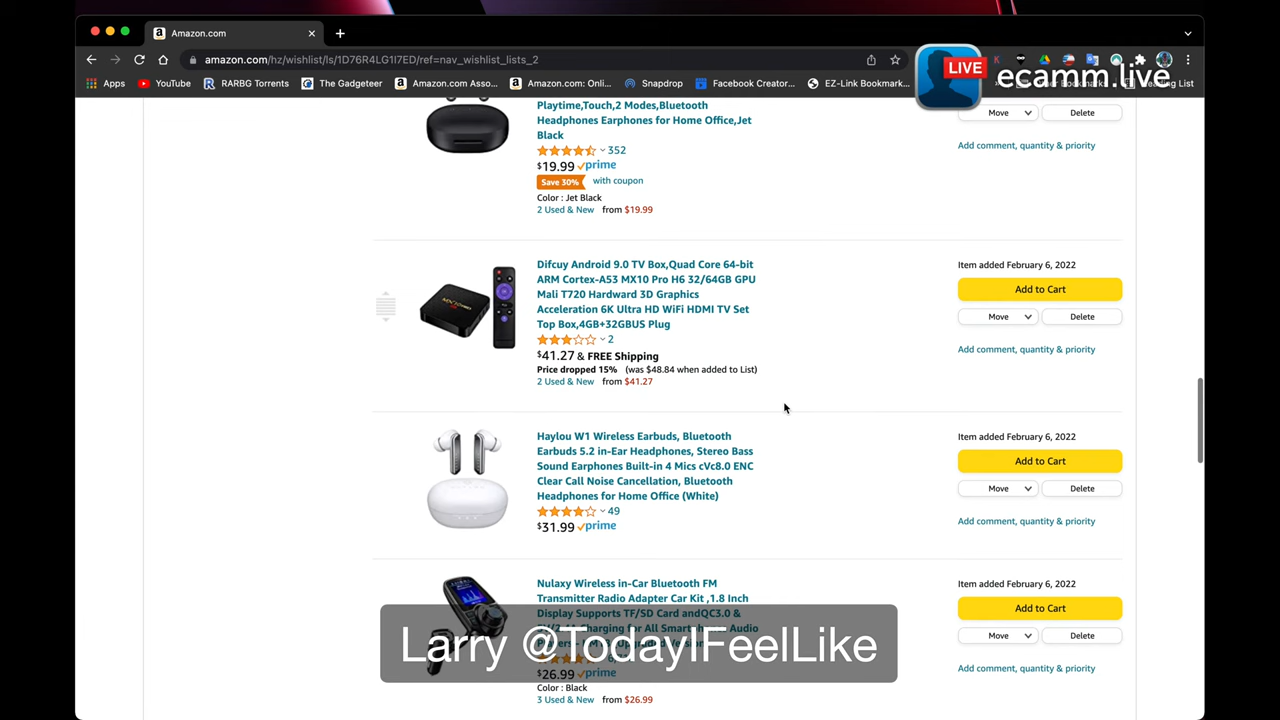 Amazon.com
amazon.com/hz/wishlist/ls/1D76R4LG1I7ED/ref=nav_wishlist_lists_2
LIVE
ecamm.live
Apps
YouTube
RARBG Torrents
The Gadgeteer
Amazon.com Asso...
Amazon.com: Onli...
Snapdrop
Facebook Creator...
EZ-Link Bookmark...
Reading List
Playtime,Touch,2 Modes,Bluetooth
Headphones Earphones for Home Office,Jet
Black
352
$19.99 prime
Save 30% with coupon
Color : Jet Black
2 Used & New from $19.99
Move
Delete
Add comment, quantity & priority
Difcuy Android 9.0 TV Box,Quad Core 64-bit
ARM Cortex-A53 MX10 Pro H6 32/64GB GPU
Mali T720 Hardward 3D Graphics
Acceleration 6K Ultra HD WiFi HDMI TV Set
Top Box,4GB+32GBUS Plug
2
$41.27 & FREE Shipping
Price dropped 15% (was $48.84 when added to List)
2 Used & New from $41.27
Item added February 6, 2022
Add to Cart
Move
Delete
Add comment, quantity & priority
Haylou W1 Wireless Earbuds, Bluetooth
Earbuds 5.2 in-Ear Headphones, Stereo Bass
Sound Earphones Built-in 4 Mics cVc8.0 ENC
Clear Call Noise Cancellation, Bluetooth
Headphones for Home Office (White)
49
$31.99 prime
Item added February 6, 2022
Add to Cart
Move
Delete
Add comment, quantity & priority
Nulaxy Wireless in-Car Bluetooth FM
Transmitter Radio Adapter Car Kit ,1.8 Inch
Display Supports TF/SD Card andQC3.0 &
Charging for All Smart Audio
$26.99 prime
Color : Black
3 Used & New from $26.99
Item added February 6, 2022
Add to Cart
Move
Delete
Add comment, quantity & priority
Larry @TodayIFeelLike